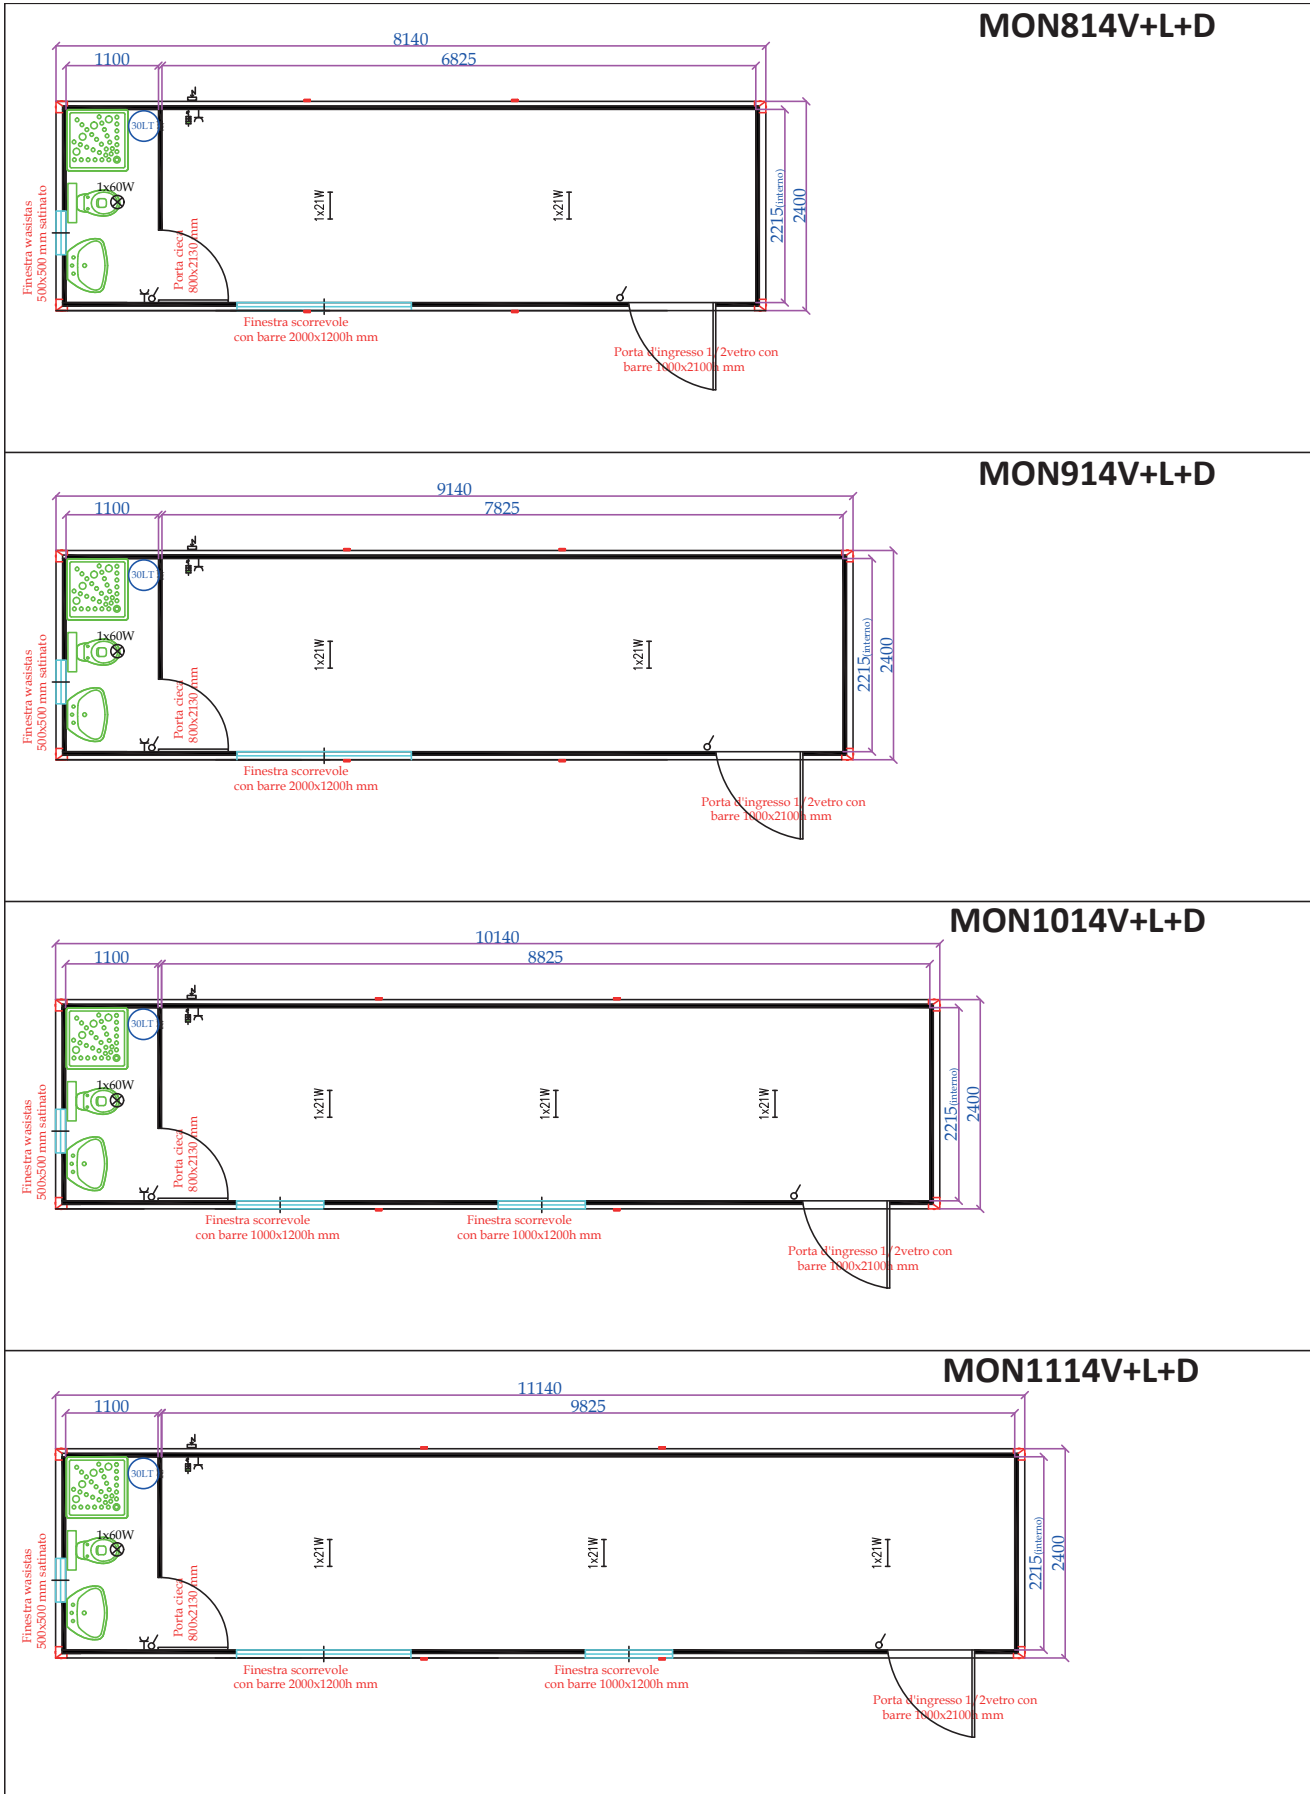 MON814V+L+D
8140
1100
6825
30LT
1x60W
1x21W
1x21W
2215(interno)
2400
Finestra wasistas
500x500 mm satinato
Porta cieca
800x2130 mm
Finestra scorrevole
con barre 2000x1200h mm
Porta d'ingresso 1/2vetro con
barre 1000x2100h mm
MON914V+L+D
9140
1100
7825
30LT
1x60W
1x21W
1x21W
2215(interno)
2400
Finestra wasistas
500x500 mm satinato
Porta cieca
800x2130 mm
Finestra scorrevole
con barre 2000x1200h mm
Porta d'ingresso 1/2vetro con
barre 1000x2100h mm
MON1014V+L+D
10140
1100
8825
30LT
1x60W
1x21W
1x21W
1x21W
2215(interno)
2400
Finestra wasistas
500x500 mm satinato
Porta cieca
800x2130 mm
Finestra scorrevole
con barre 1000x1200h mm
Finestra scorrevole
con barre 1000x1200h mm
Porta d'ingresso 1/2vetro con
barre 1000x2100h mm
MON1114V+L+D
11140
1100
9825
30LT
1x60W
1x21W
1x21W
1x21W
2215(interno)
2400
Finestra wasistas
500x500 mm satinato
Porta cieca
800x2130 mm
Finestra scorrevole
con barre 2000x1200h mm
Finestra scorrevole
con barre 1000x1200h mm
Porta d'ingresso 1/2vetro con
barre 1000x2100h mm